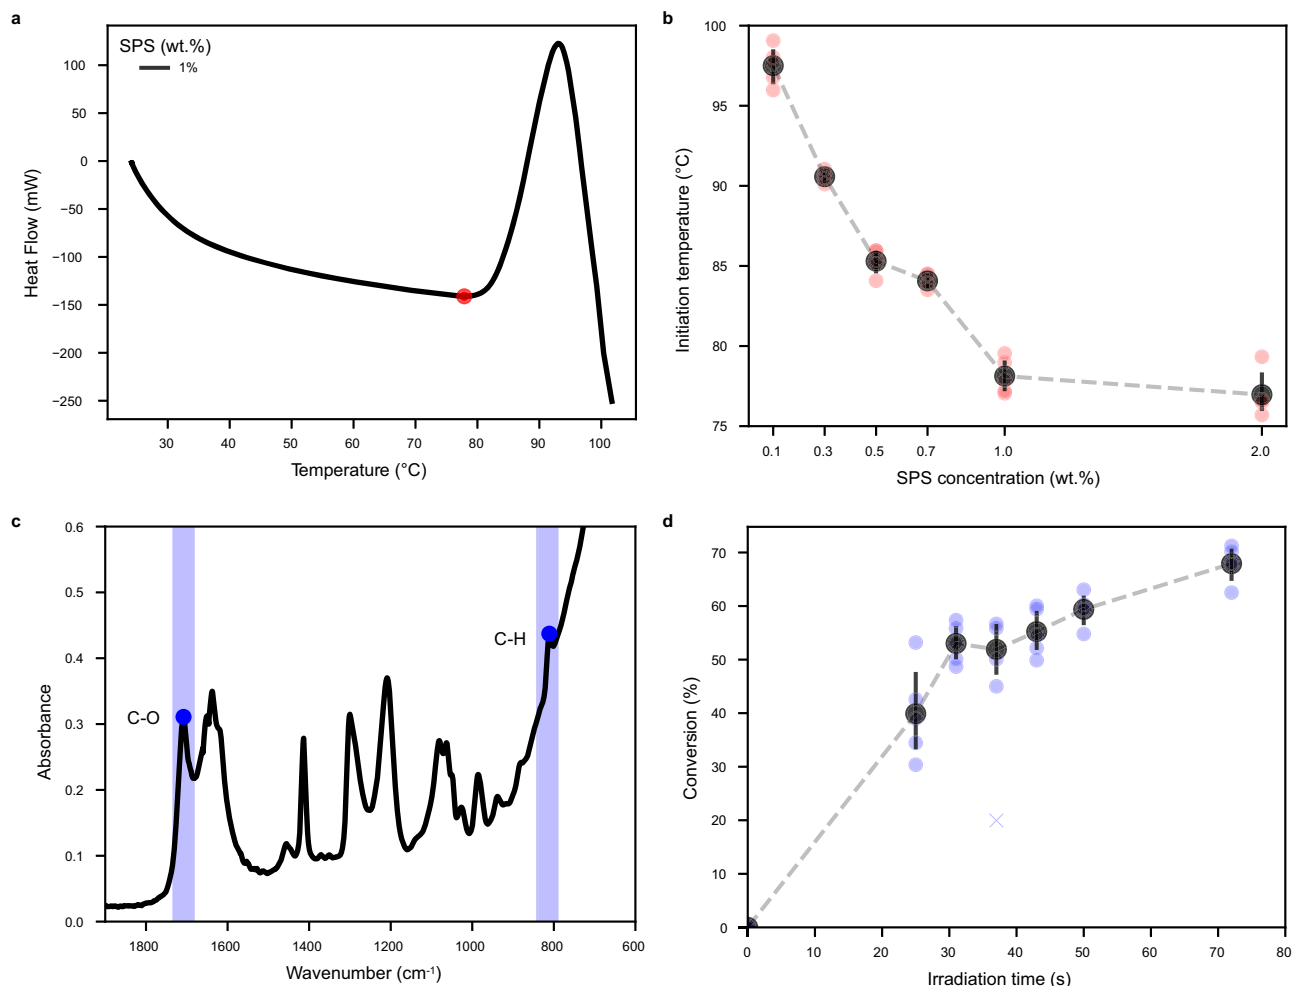 a
SPS (wt.%)
1%
100
50
0
−50
−100
−150
−200
−250
Heat Flow (mW)
30 40 50 60 70 80 90 100
Temperature (°C)
b
100
95
90
85
80
75
Initiation temperature (°C)
0.1 0.3 0.5 0.7 1.0 2.0
SPS concentration (wt.%)
c
0.6
0.5
0.4
0.3
0.2
0.1
0.0
Absorbance
C-O
C-H
1800 1600 1400 1200 1000 800 600
Wavenumber (cm⁻¹)
d
70
60
50
40
30
20
10
0
Conversion (%)
0 10 20 30 40 50 60 70 80
Irradiation time (s)